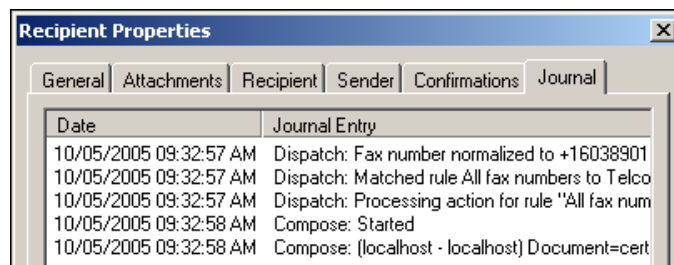 Recipient Properties
General Attachments Recipient Sender Confirmations Journal
Date Journal Entry
10/05/2005 09:32:57 AM Dispatch: Fax number normalized to +16038901
10/05/2005 09:32:57 AM Dispatch: Matched rule All fax numbers to Telco
10/05/2005 09:32:57 AM Dispatch: Processing action for rule "All fax num
10/05/2005 09:32:58 AM Compose: Started
10/05/2005 09:32:58 AM Compose: (localhost - localhost) Document=cert